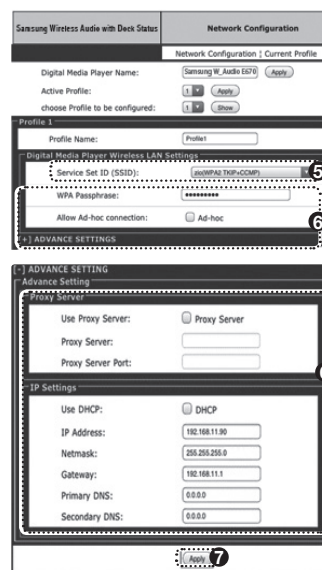 Samsung Wireless Audio with Dock Status Network Configuration
Network Configuration | Current Profile
Digital Media Player Name: Samsung W_Audio E670 Apply
Active Profile: 1 Apply
choose Profile to be configured: 1 Show
Profile 1
Profile Name: Profile1
Digital Media Player Wireless LAN Settings
Service Set ID (SSID): zio(WPA2 TKIP+CCMP) 5
WPA Passphrase: •••••••••
Allow Ad-hoc connection: Ad-hoc 6
[+] ADVANCE SETTINGS
[-] ADVANCE SETTING
Advance Setting
Proxy Server
Use Proxy Server: Proxy Server
Proxy Server:
Proxy Server Port:
IP Settings
Use DHCP: DHCP
IP Address: 192.168.11.90
Netmask: 255.255.255.0
Gateway: 192.168.11.1
Primary DNS: 0.0.0.0
Secondary DNS: 0.0.0.0
Apply 7